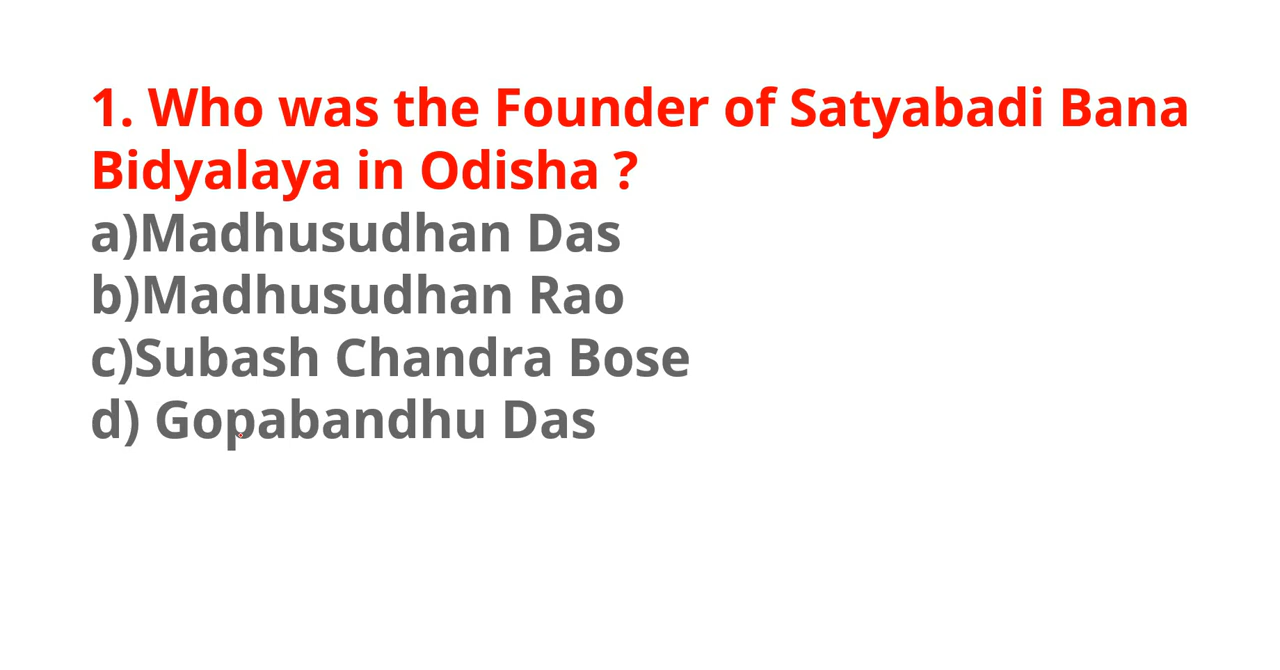 1. Who was the Founder of Satyabadi Bana
Bidyalaya in Odisha ?
a)Madhusudhan Das
b)Madhusudhan Rao
c)Subash Chandra Bose
d) Gopabandhu Das